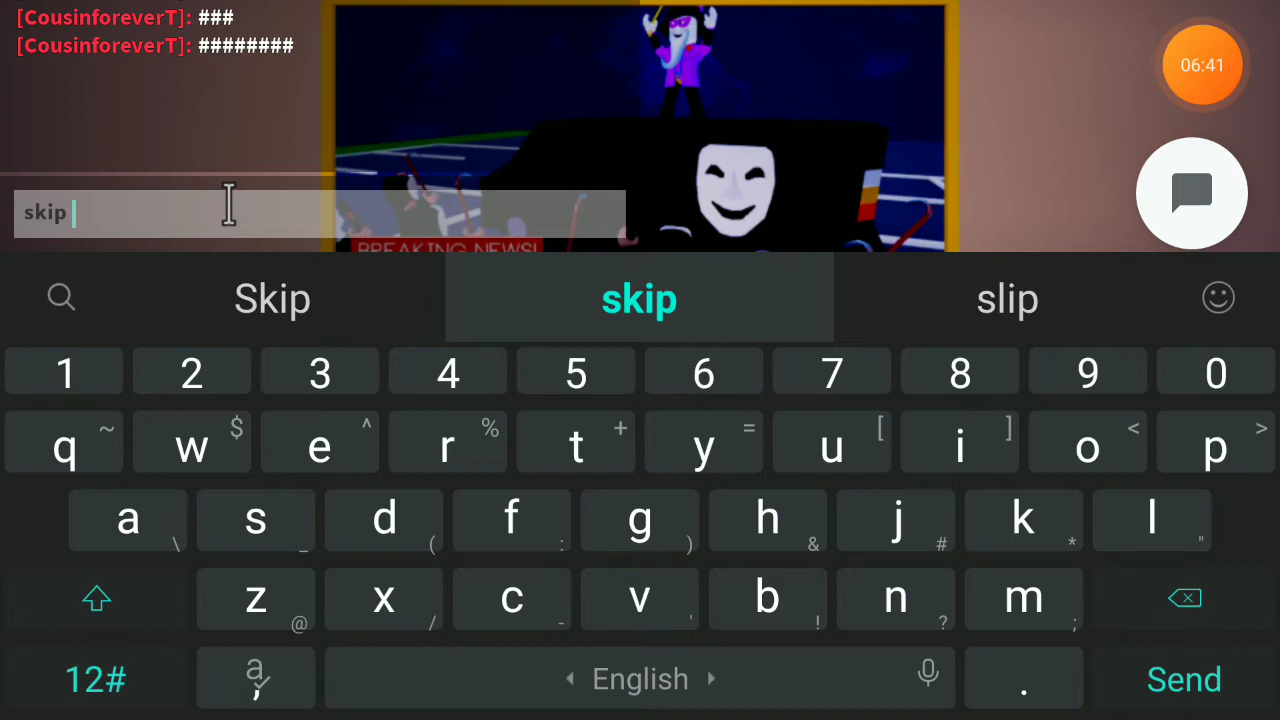 [CousinforeverT]: ###
[CousinforeverT]: ########
06:41
skip
BREAKING NEWS!
Skip skip slip
1 2 3 4 5 6 7 8 9 0
q ~ w $ e ^ r % t + y = u [ i ] o < p >
a \ s _ d ( f : g ) h & j # k * l "
z @ x / c - v ' b ! n ? m ;
12# a , English . Send